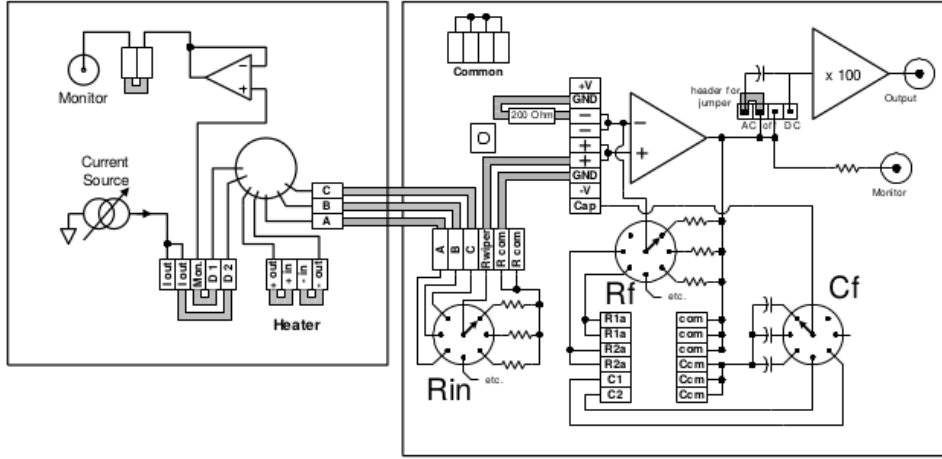 Monitor
−
+
Current
Source
I out
I out
Mon.
D 1
D 2
+ out
+ in
- in
- out
Heater
C
B
A
Common
200 Ohm
+V
GND
−
−
+
+
GND
-V
Cap
−
+
header for
jumper
AC
of
DC
x 100
Output
Monitor
A
B
C
Rwiper
R com
R com
etc.
Rin
etc.
Rf
Cf
R1a
R1a
R2a
R2a
C1
C2
com
com
com
Ccm
Ccm
Ccm